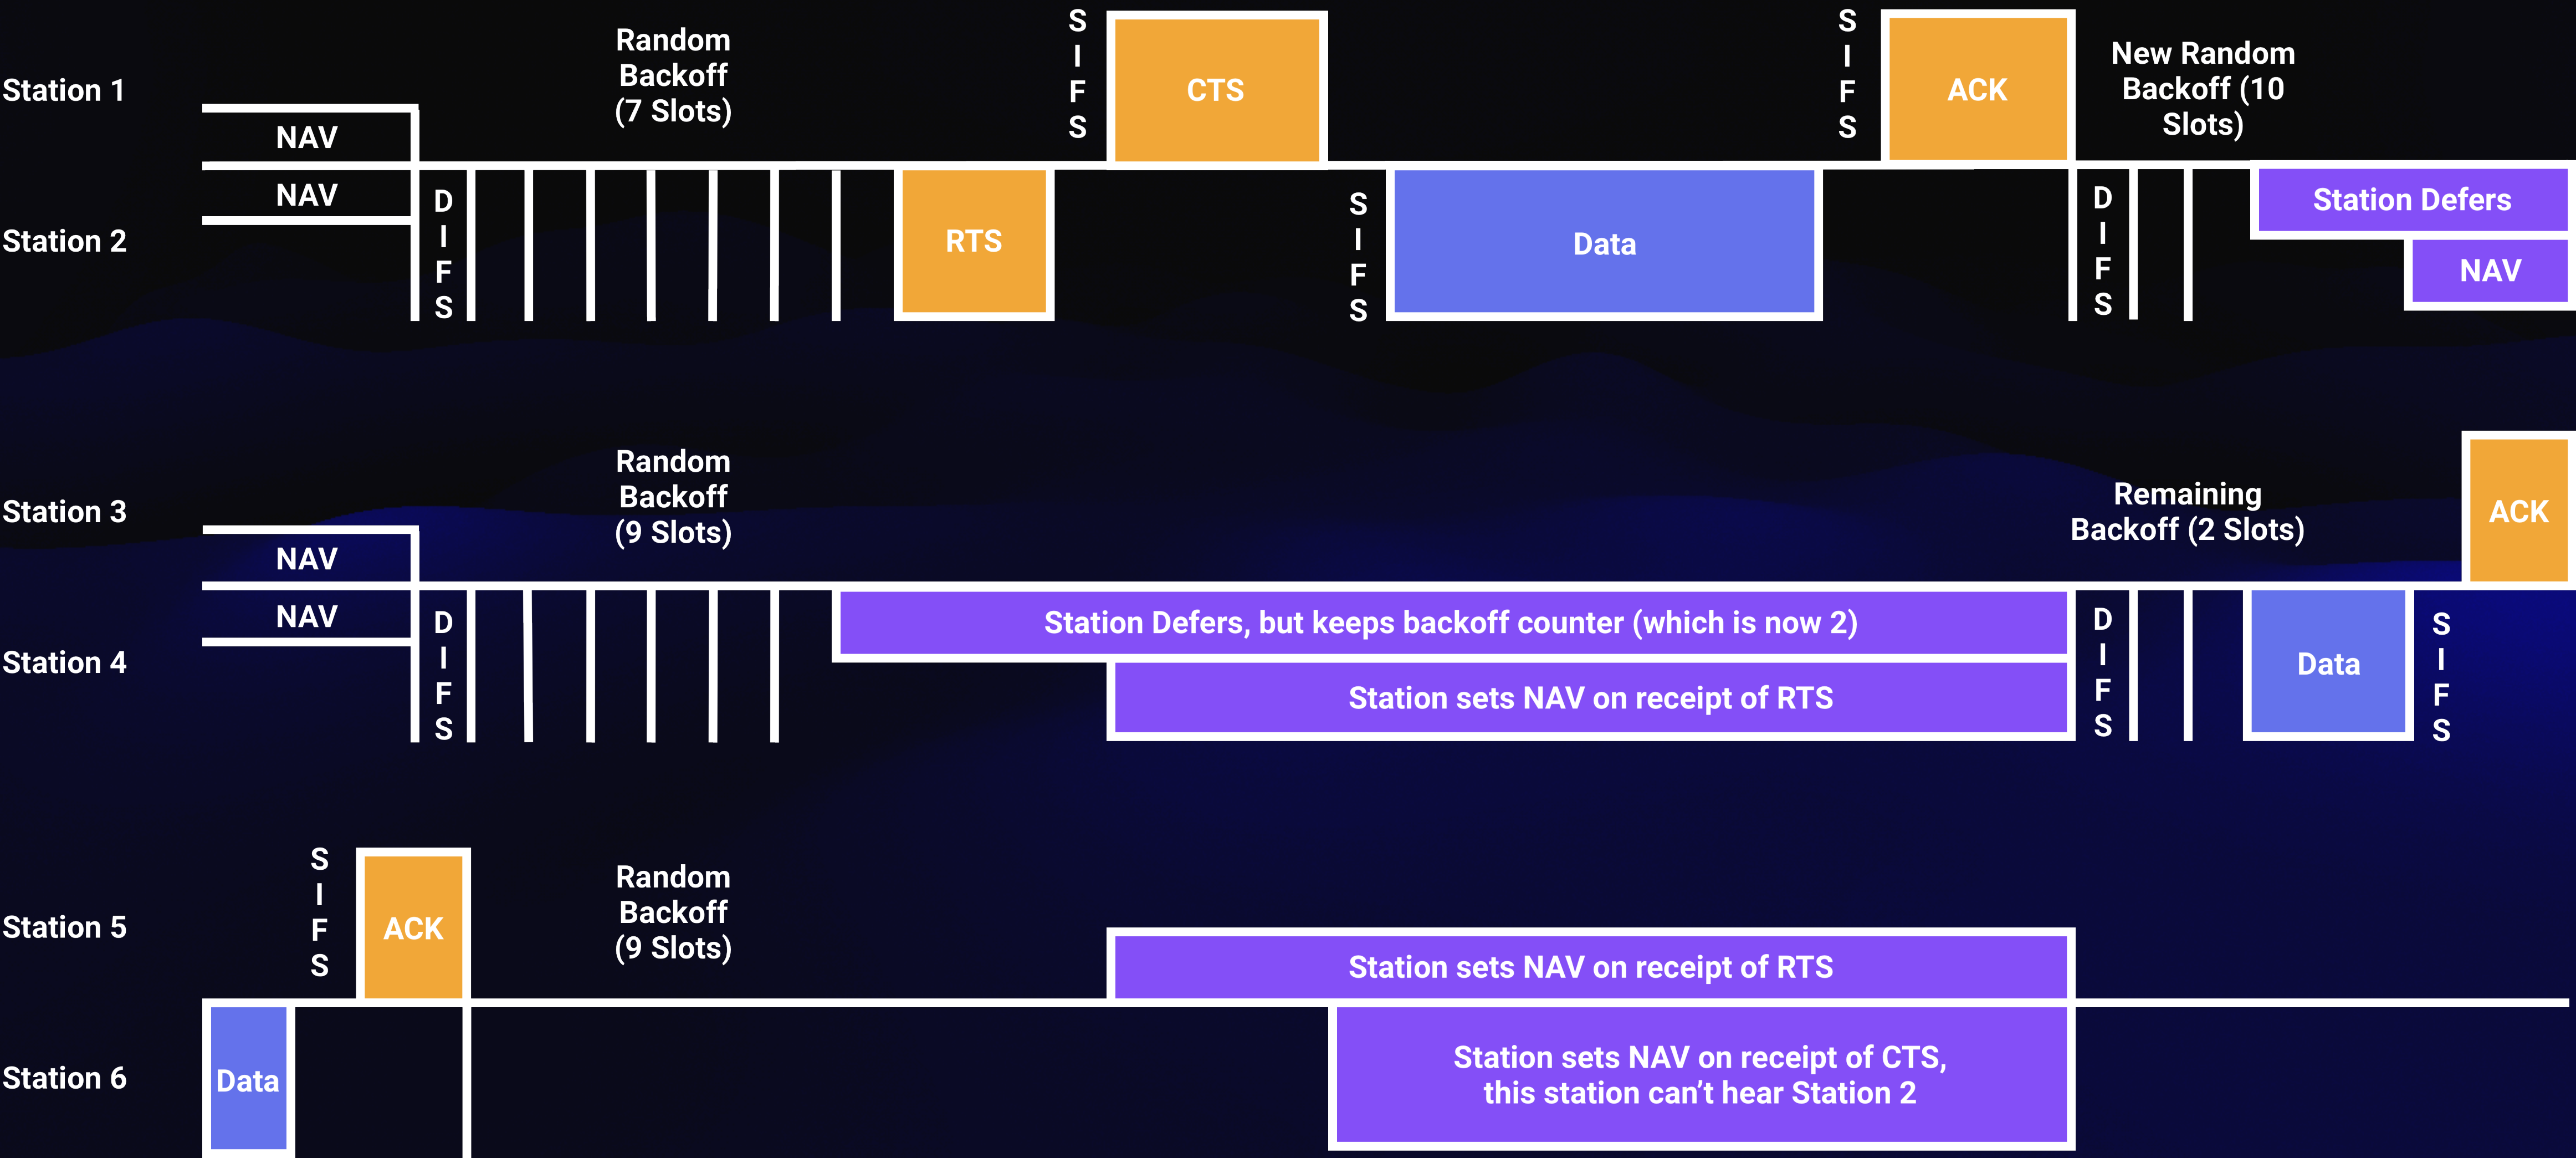 Station 1
NAV
Random
Backoff
(7 Slots)
S
I
F
S
CTS
S
I
F
S
ACK
New Random
Backoff (10
Slots)
Station 2
NAV
D
I
F
S
RTS
S
I
F
S
Data
D
I
F
S
Station Defers
NAV
Station 3
NAV
Random
Backoff
(9 Slots)
Remaining
Backoff (2 Slots)
ACK
Station 4
NAV
D
I
F
S
Station Defers, but keeps backoff counter (which is now 2)
Station sets NAV on receipt of RTS
D
I
F
S
Data
S
I
F
S
Station 5
S
I
F
S
ACK
Random
Backoff
(9 Slots)
Station sets NAV on receipt of RTS
Station 6
Data
Station sets NAV on receipt of CTS,
this station can’t hear Station 2